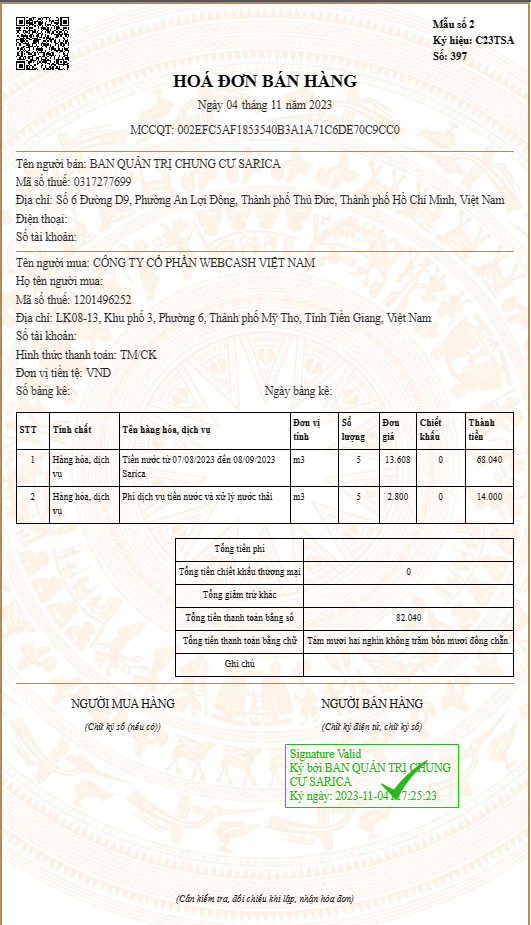 Mẫu số 2
Ký hiệu: C23TSA
Số: 397
HOÁ ĐƠN BÁN HÀNG
Ngày 04 tháng 11 năm 2023
MCCQT: 002EFC5AF1853540B3A1A71C6DE70C9CC0
Tên người bán: BAN QUẢN TRỊ CHUNG CƯ SARICA
Mã số thuế: 0317277699
Địa chỉ: Số 6 Đường D9, Phường An Lợi Đông, Thành phố Thủ Đức, Thành phố Hồ Chí Minh, Việt Nam
Điện thoại:
Số tài khoản:
Tên người mua: CÔNG TY CỔ PHẦN WEBCASH VIỆT NAM
Họ tên người mua:
Mã số thuế: 1201496252
Địa chỉ: LK08-13, Khu phố 3, Phường 6, Thành phố Mỹ Tho, Tỉnh Tiền Giang, Việt Nam
Số tài khoản:
Hình thức thanh toán: TM/CK
Đơn vị tiền tệ: VND
Số bảng kê: Ngày bảng kê:
STT Tính chất Tên hàng hóa, dịch vụ Đơn vị tính Số lượng Đơn giá Chiết khấu Thành tiền
1 Hàng hóa, dịch vụ Tiền nước từ 07/08/2023 đến 08/09/2023 Sarica m3 5 13.608 0 68.040
2 Hàng hóa, dịch vụ Phí dịch vụ tiền nước và xử lý nước thải m3 5 2.800 0 14.000
Tổng tiền phí
Tổng tiền chiết khấu thương mại 0
Tổng giảm trừ khác
Tổng tiền thanh toán bằng số 82.040
Tổng tiền thanh toán bằng chữ Tám mươi hai nghìn không trăm bốn mươi đồng chẵn.
Ghi chú
NGƯỜI MUA HÀNG NGƯỜI BÁN HÀNG
(Chữ ký số (nếu có)) (Chữ ký điện tử, chữ ký số)
Signature Valid
Ký bởi BAN QUẢN TRỊ CHUNG
CƯ SARICA
Ký ngày: 2023-11-04T17:25:23
(Cần kiểm tra, đối chiếu khi lập, nhận hóa đơn)